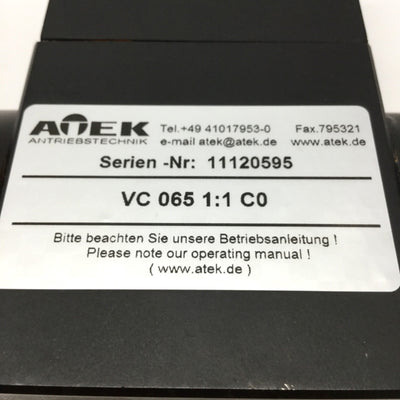 ATEK
ANTRIEBSTECHNIK
Tel.+49 41017953-0 Fax.795321
e-mail atek@atek.de www.atek.de
Serien -Nr: 11120595
VC 065 1:1 C0
Bitte beachten Sie unsere Betriebsanleitung !
Please note our operating manual !
( www.atek.de )